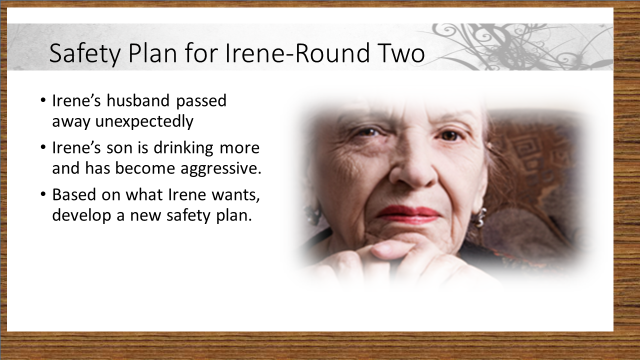 Safety Plan for Irene-Round Two
• Irene’s husband passed
away unexpectedly
• Irene’s son is drinking more
and has become aggressive.
• Based on what Irene wants,
develop a new safety plan.